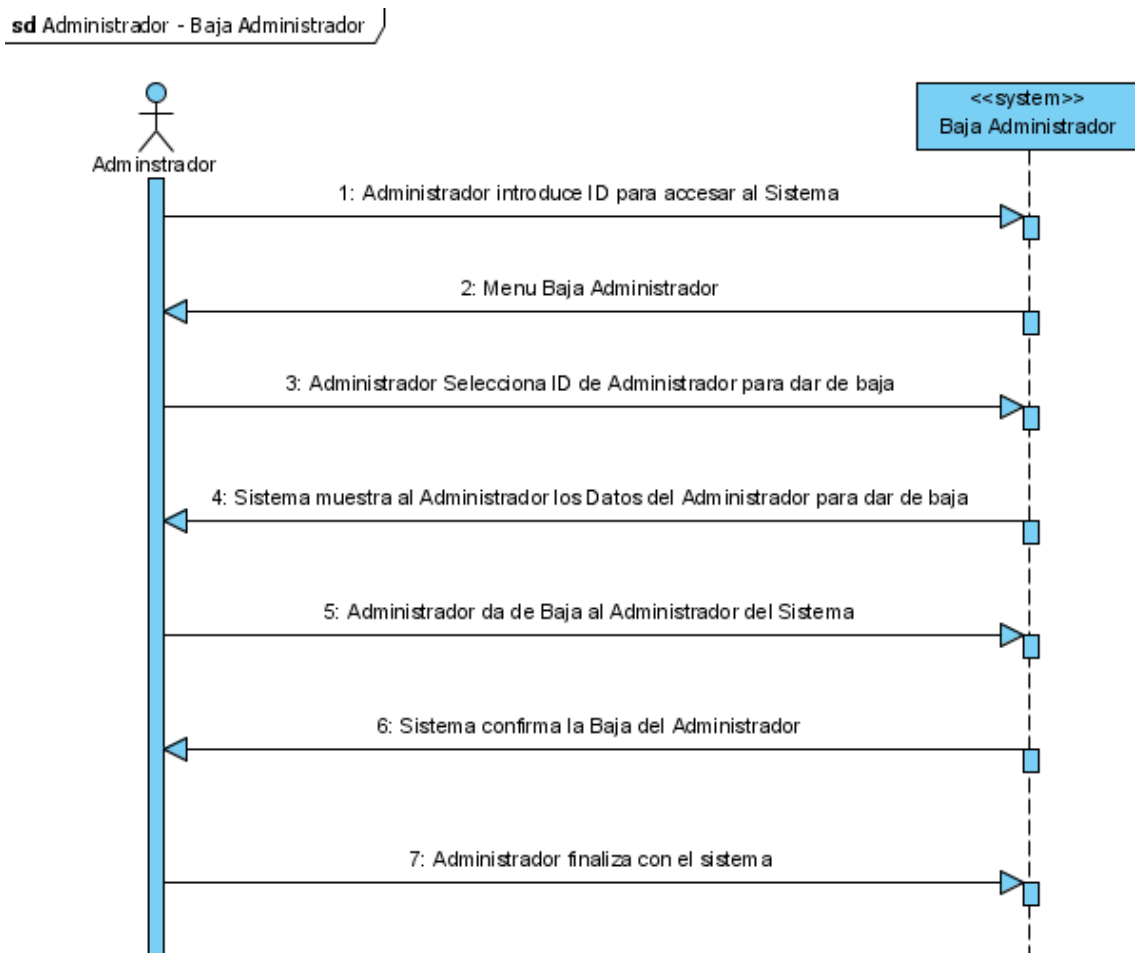 sd Administrador - Baja Administrador
<<system>>
Baja Administrador
Adminstrador
1: Administrador introduce ID para accesar al Sistema
2: Menu Baja Administrador
3: Administrador Selecciona ID de Administrador para dar de baja
4: Sistema muestra al Administrador los Datos del Administrador para dar de baja
5: Administrador da de Baja al Administrador del Sistema
6: Sistema confirma la Baja del Administrador
7: Administrador finaliza con el sistema